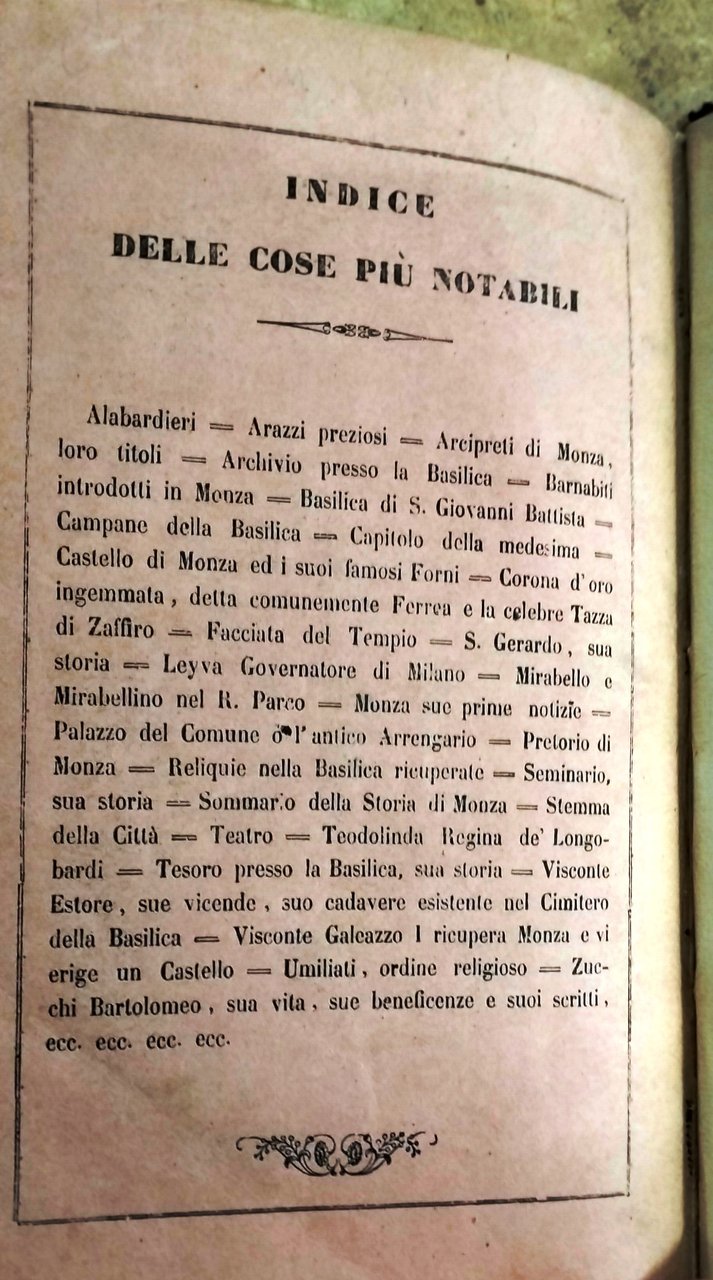 INDICE
DELLE COSE PIÙ NOTABILI
Alabardieri = Arazzi preziosi = Arcipreti di Monza,
loro titoli = Archivio presso la Basilica = Barnabiti
introdotti in Monza = Basilica di S. Giovanni Battista =
Campane della Basilica = Capitolo della medesima =
Castello di Monza ed i suoi famosi Forni = Corona d'oro
ingemmata, detta comunemente Ferrea e la celebre Tazza
di Zaffiro = Facciata del Tempio = S. Gerardo, sua
storia = Leyva Governatore di Milano = Mirabello e
Mirabellino nel R. Parco = Monza sue prime notizie =
Palazzo del Comune o l'antico Arrengario = Pretorio di
Monza = Reliquie nella Basilica ricuperate = Seminario,
sua storia = Sommario della Storia di Monza = Stemma
della Città = Teatro = Teodolinda Regina de' Longo-
bardi = Tesoro presso la Basilica, sua storia = Visconte
Estore, sue vicende, suo cadavere esistente nel Cimitero
della Basilica = Visconte Galeazzo I ricupera Monza e vi
erige un Castello = Umiliati, ordine religioso = Zuc-
chi Bartolomeo, sua vita, sue beneficenze e suoi scritti,
ecc. ecc. ecc. ecc.